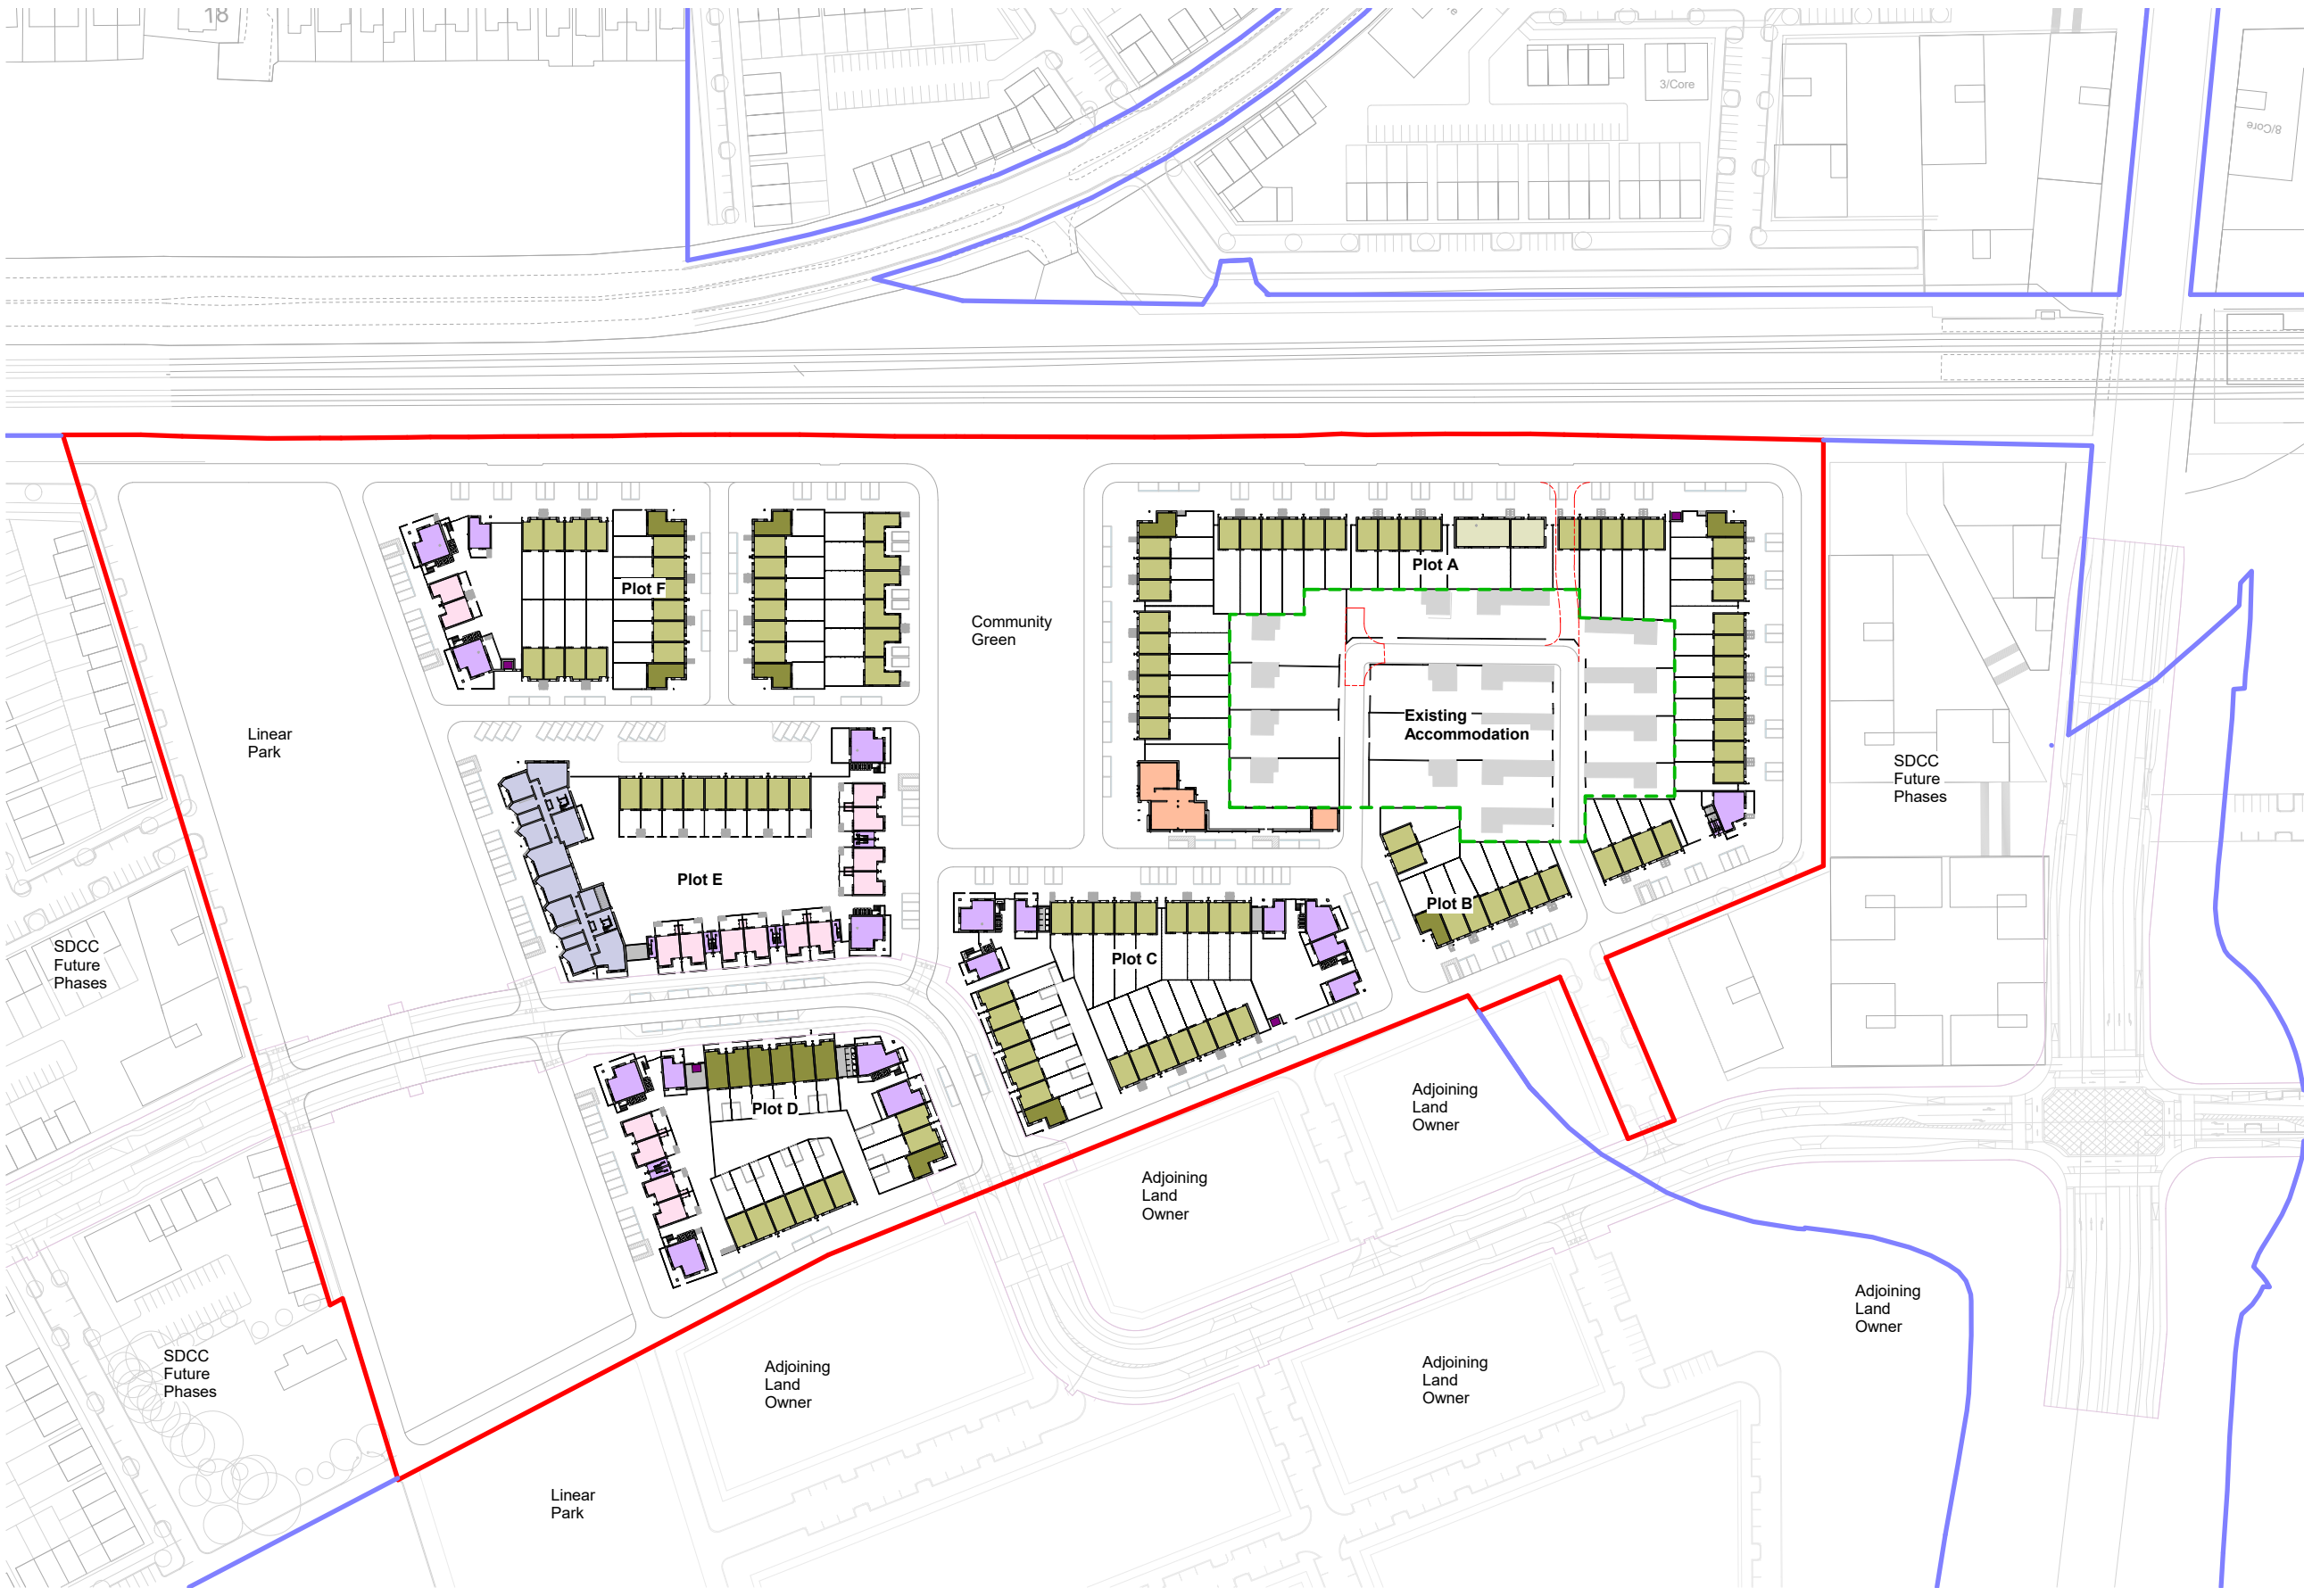 18
3/Core
8/Core
Plot A
Plot F
Community
Green
Existing
Accommodation
Linear
Park
SDCC
Future
Phases
Plot E
Plot B
SDCC
Future
Phases
Plot C
Plot D
Adjoining
Land
Owner
Adjoining
Land
Owner
Adjoining
Land
Owner
SDCC
Future
Phases
Adjoining
Land
Owner
Adjoining
Land
Owner
Linear
Park